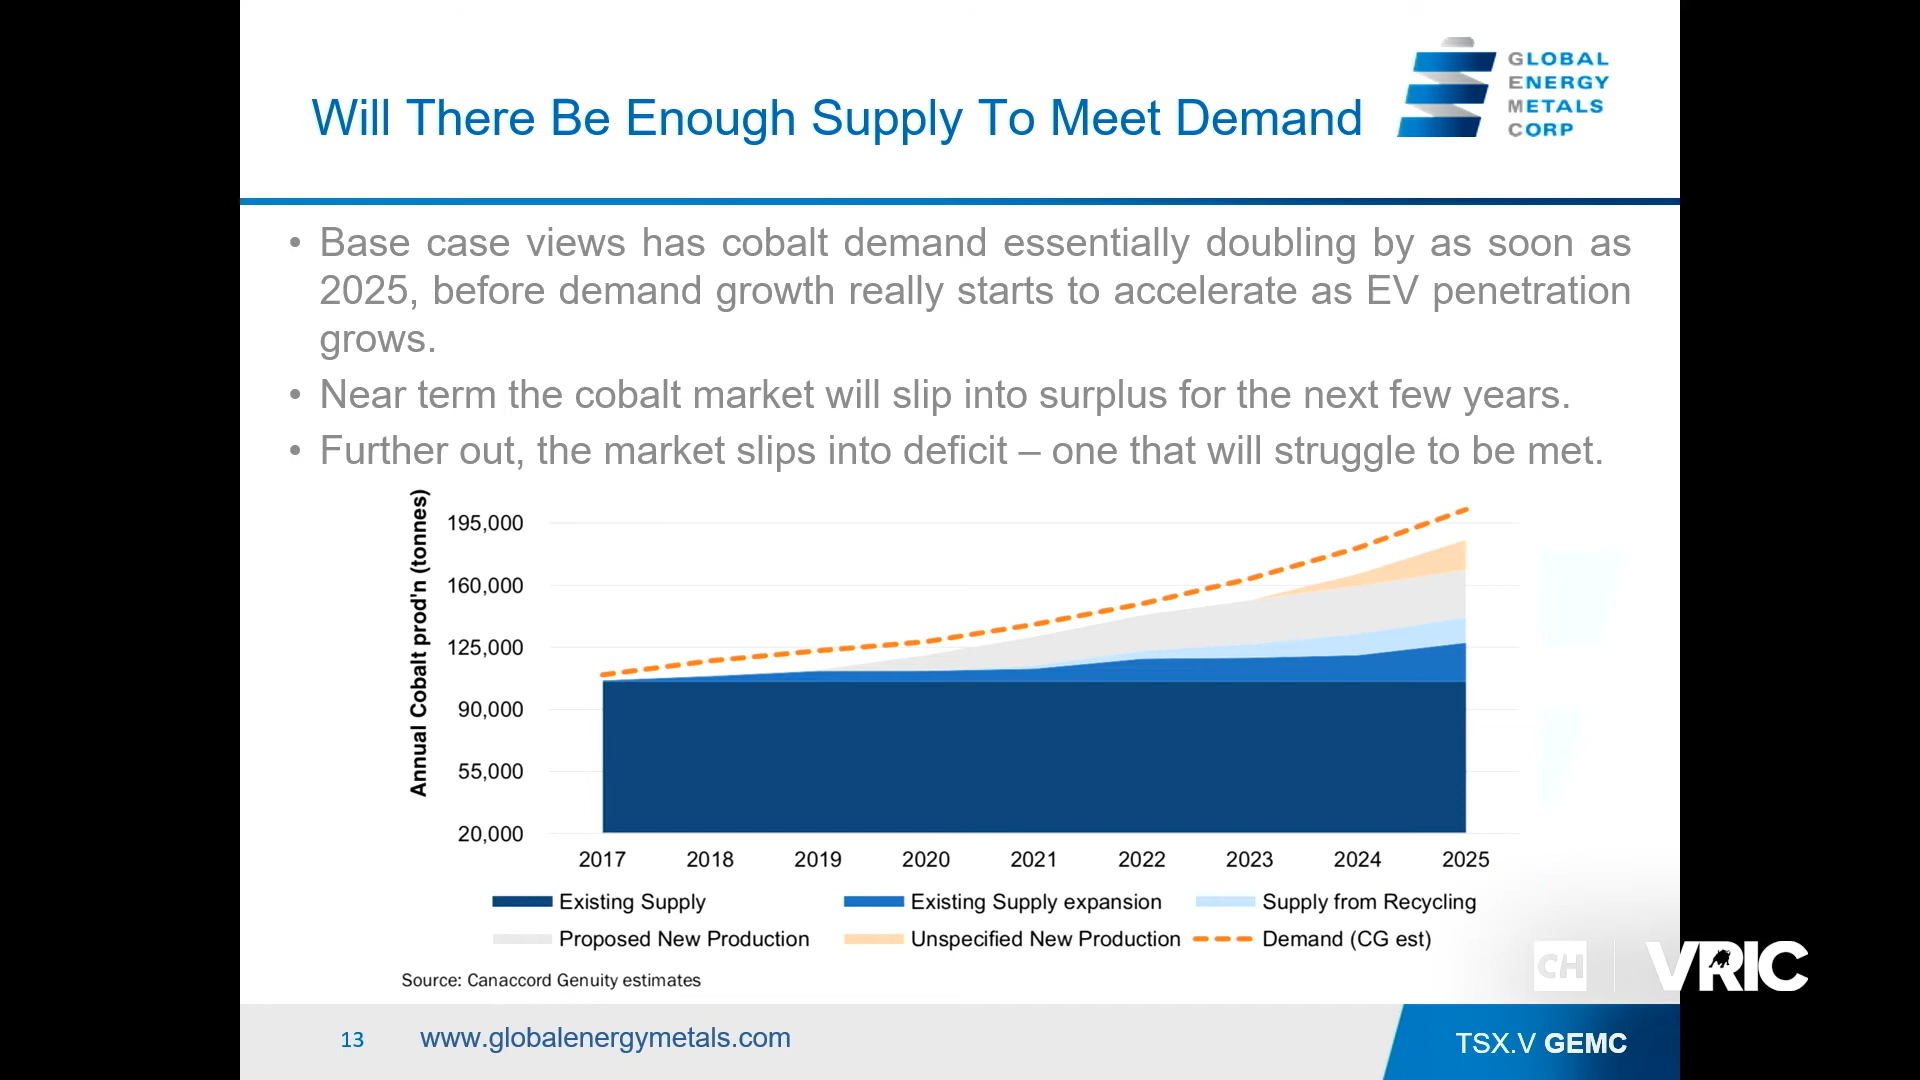 Will There Be Enough Supply To Meet Demand
GLOBAL
ENERGY
METALS
CORP
• Base case views has cobalt demand essentially doubling by as soon as
2025, before demand growth really starts to accelerate as EV penetration
grows.
• Near term the cobalt market will slip into surplus for the next few years.
• Further out, the market slips into deficit – one that will struggle to be met.
Annual Cobalt prod'n (tonnes)
195,000
160,000
125,000
90,000
55,000
20,000
2017 2018 2019 2020 2021 2022 2023 2024 2025
Existing Supply Existing Supply expansion Supply from Recycling
Proposed New Production Unspecified New Production Demand (CG est)
Source: Canaccord Genuity estimates
CH VRIC
13 www.globalenergymetals.com TSX.V GEMC